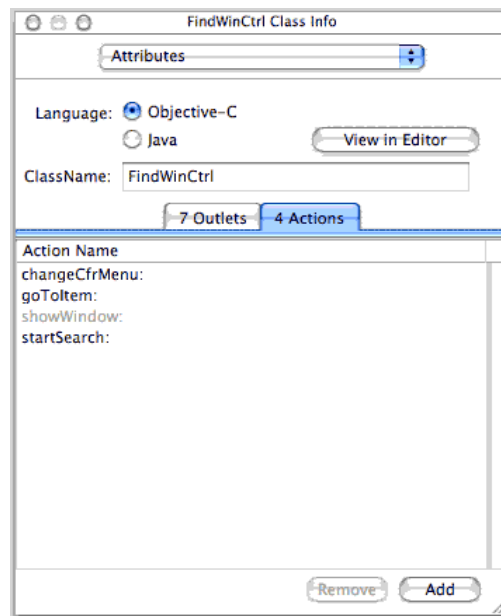 FindWinCtrl Class Info
Attributes
Language: Objective-C
Java
View in Editor
ClassName: FindWinCtrl
7 Outlets 4 Actions
Action Name
changeCfrMenu:
goToItem:
showWindow:
startSearch:
Remove Add